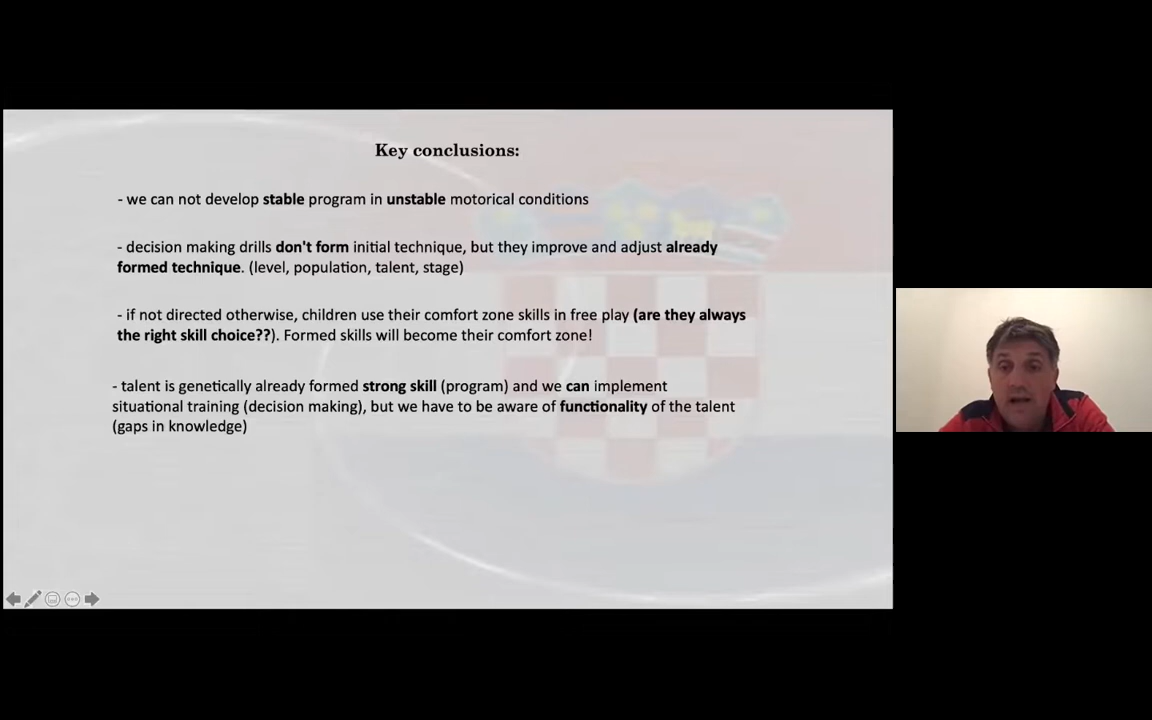 Key conclusions:
- we can not develop stable program in unstable motorical conditions
- decision making drills don't form initial technique, but they improve and adjust already
formed technique. (level, population, talent, stage)
- if not directed otherwise, children use their comfort zone skills in free play (are they always
the right skill choice??). Formed skills will become their comfort zone!
- talent is genetically already formed strong skill (program) and we can implement
situational training (decision making), but we have to be aware of functionality of the talent
(gaps in knowledge)